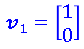 v₁ = [1
0]